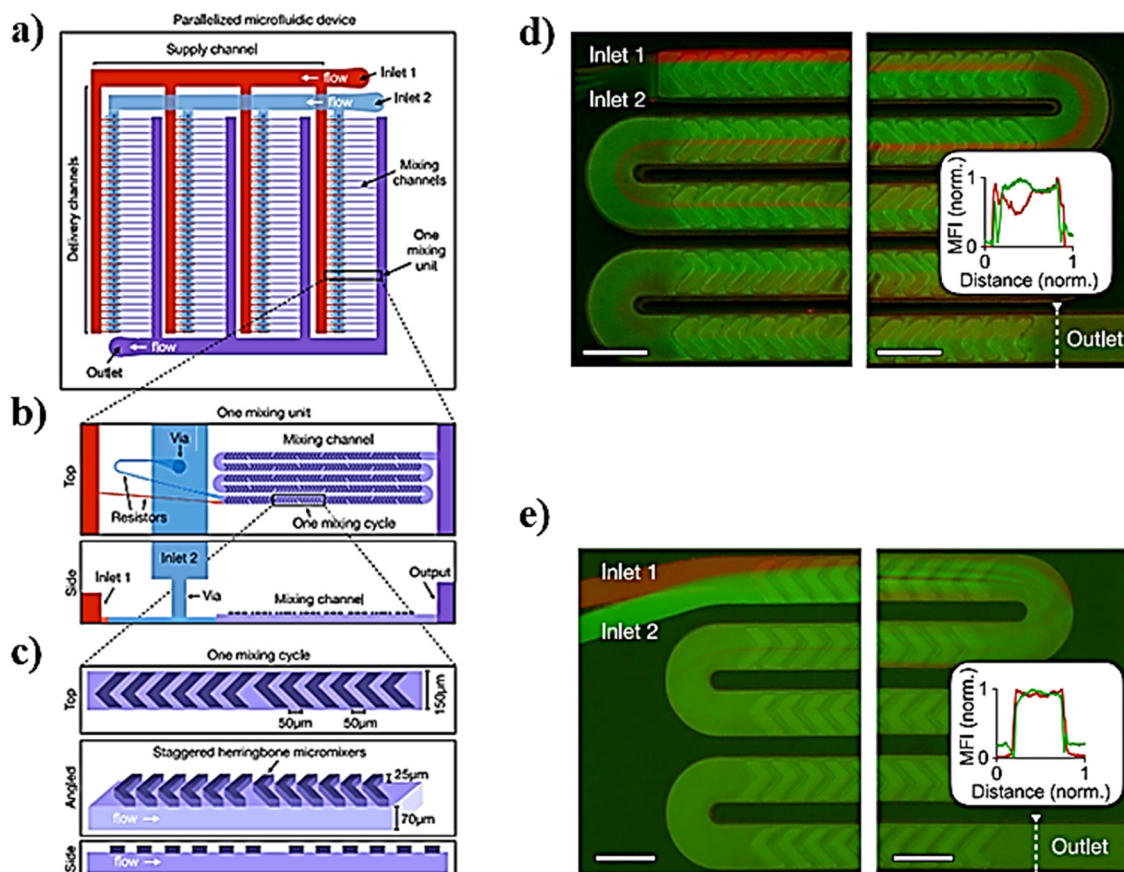 a)
Parallelized microfluidic device
Supply channel
flow
Inlet 1
flow
Inlet 2
Delivery channels
Mixing channels
One mixing unit
flow
Outlet
b)
One mixing unit
Top
Via
Mixing channel
Resistors
One mixing cycle
Side
Inlet 2
Inlet 1
Via
Mixing channel
Output
c)
One mixing cycle
Top
150µm
50µm
50µm
Staggered herringbone micromixers
Angled
25µm
flow
70µm
Side
flow
d)
Inlet 1
Inlet 2
MFI (norm.)
1
0
0
1
Distance (norm.)
Outlet
e)
Inlet 1
Inlet 2
MFI (norm.)
1
0
0
1
Distance (norm.)
Outlet